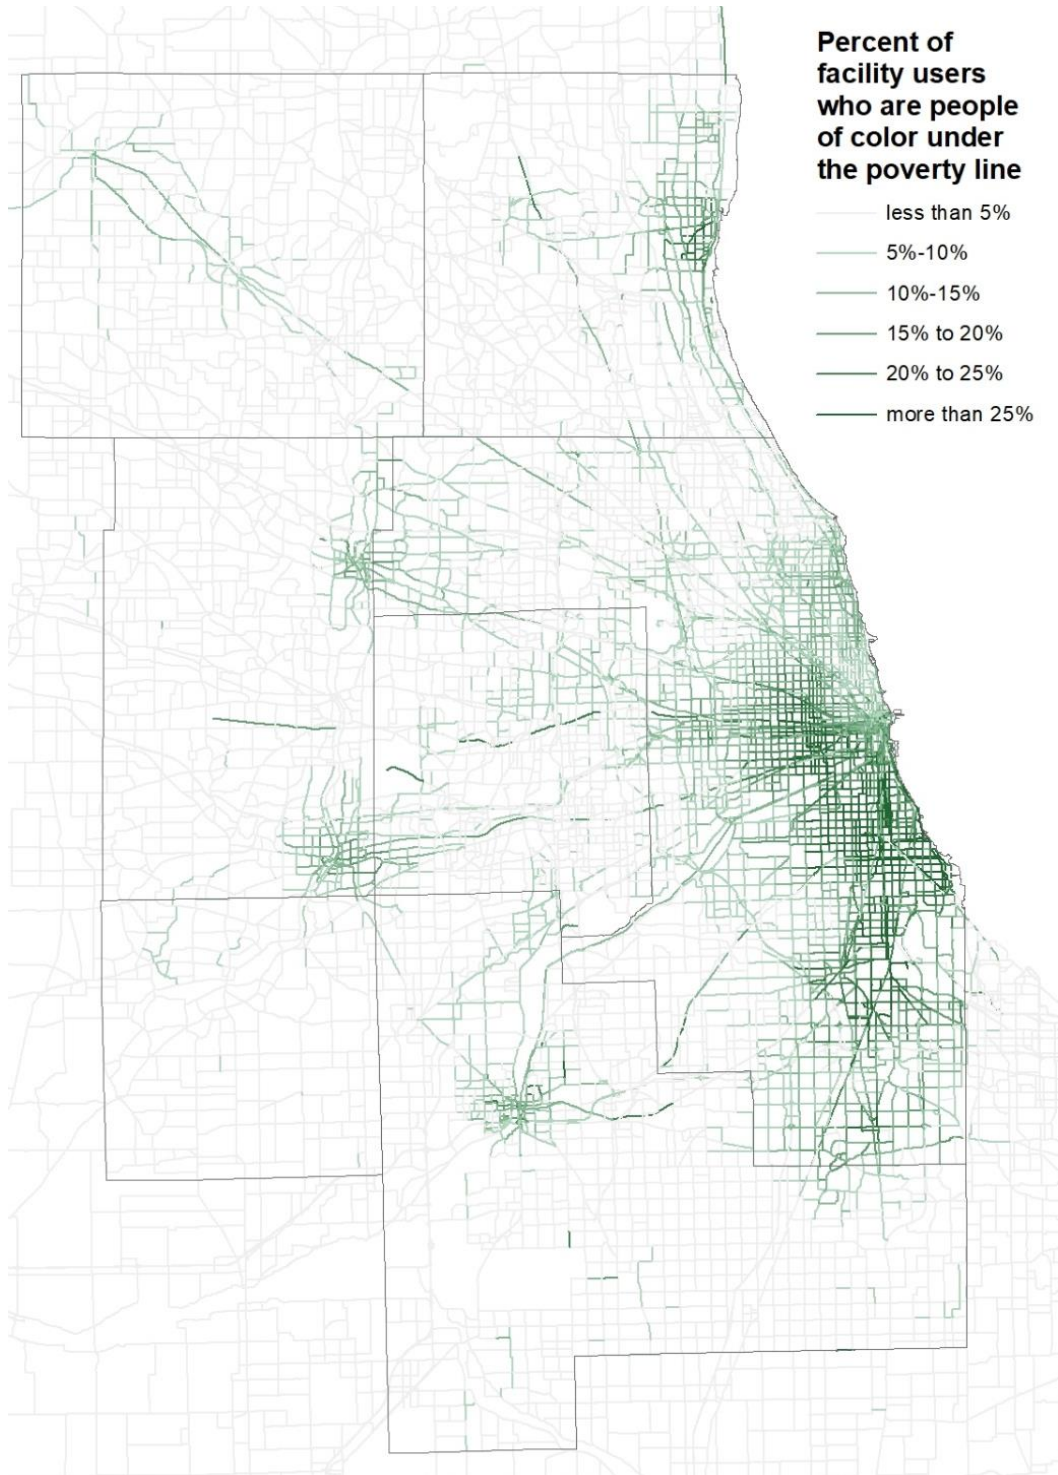 Percent of
facility users
who are people
of color under
the poverty line
less than 5%
5%-10%
10%-15%
15% to 20%
20% to 25%
more than 25%